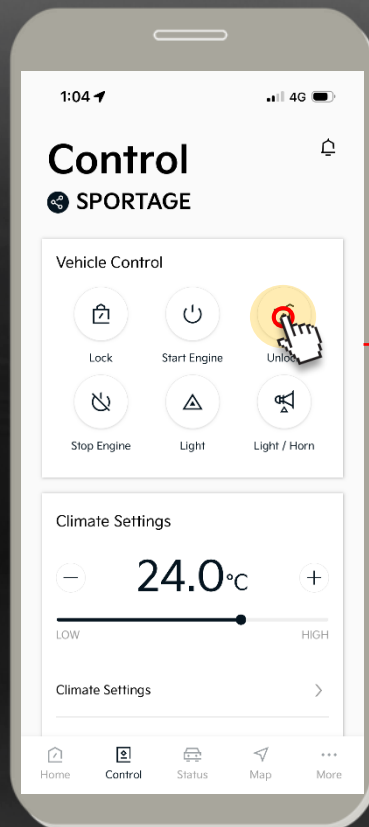 1:04
4G
Control
SPORTAGE
Vehicle Control
Lock Start Engine
Stop Engine Light Light / Horn
Climate Settings
24.0°C
LOW HIGH
Climate Settings
Home Control Status Map More